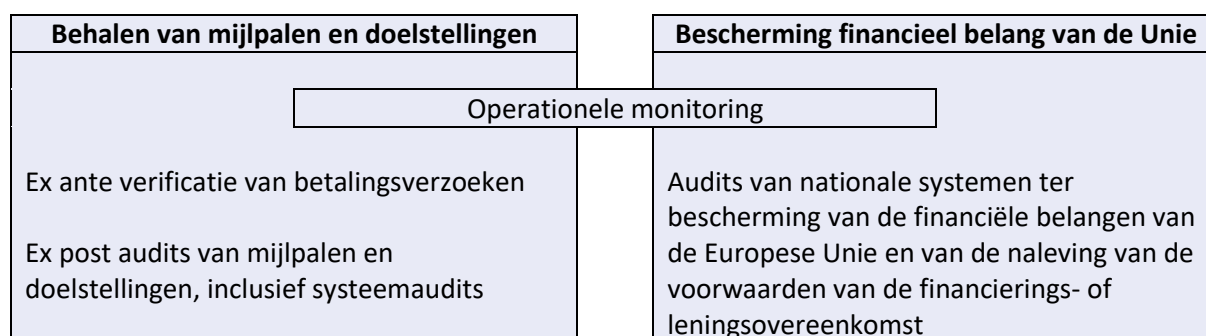 Behalen van mijlpalen en doelstellingen
Bescherming financieel belang van de Unie
Operationele monitoring
Ex ante verificatie van betalingsverzoeken
Ex post audits van mijlpalen en
doelstellingen, inclusief systeemaudits
Audits van nationale systemen ter
bescherming van de financiële belangen van
de Europese Unie en van de naleving van de
voorwaarden van de financierings- of
leningsovereenkomst